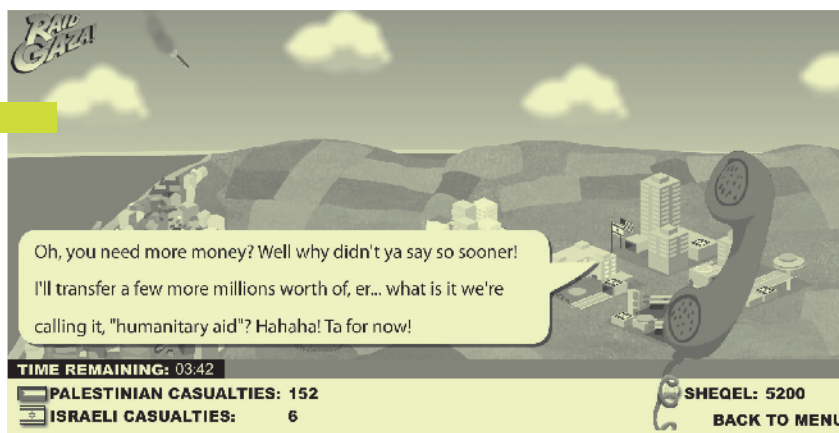 RAID
GAZA!
Oh, you need more money? Well why didn't ya say so sooner!
I'll transfer a few more millions worth of, er... what is it we're
calling it, "humanitary aid"? Hahaha! Ta for now!
TIME REMAINING: 03:42
PALESTINIAN CASUALTIES: 152
ISRAELI CASUALTIES: 6
SHEQEL: 5200
BACK TO MENU